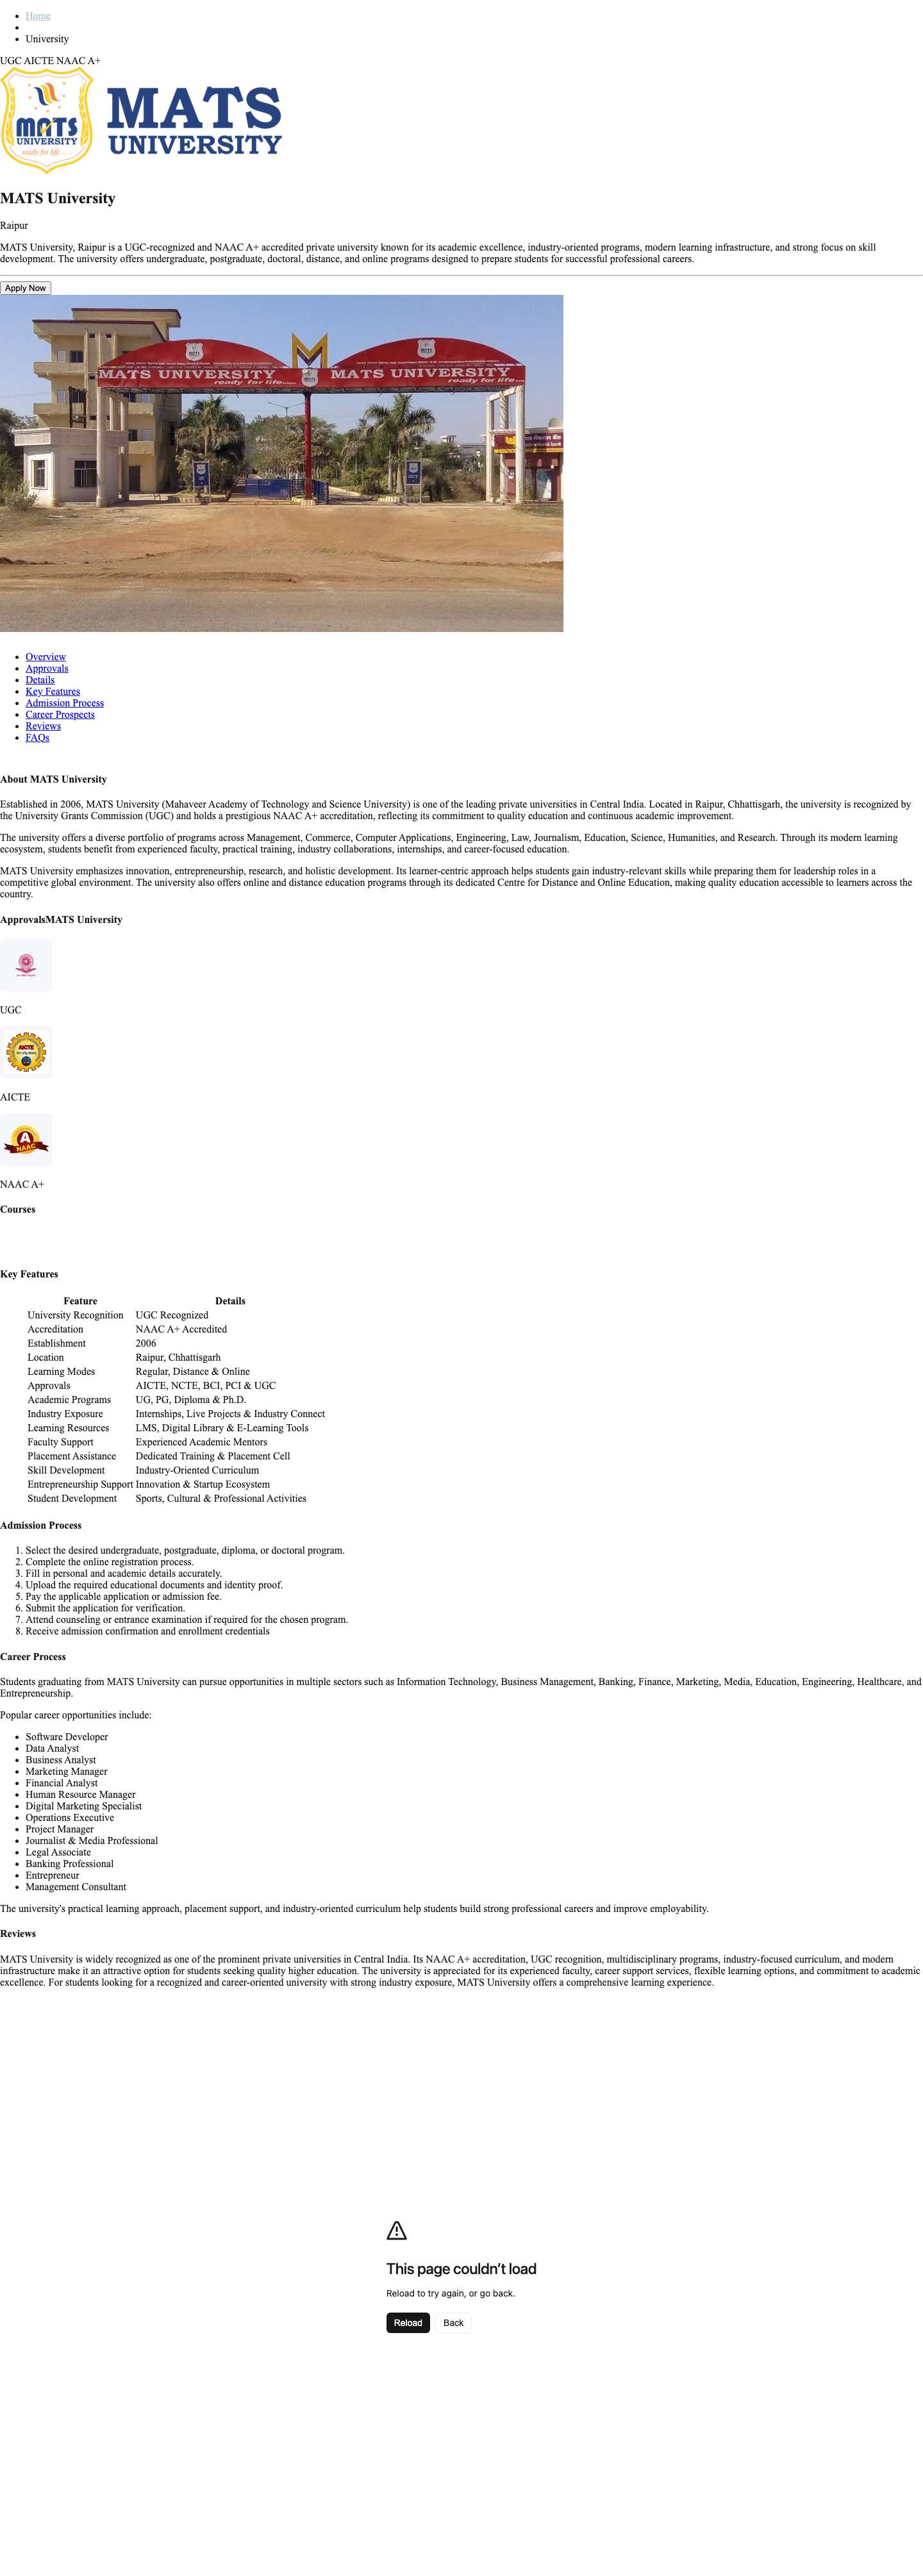 Home
University
UGC AICTE NAAC A+
MATS
UNIVERSITY
ready for life......
MATS
UNIVERSITY
MATS University
Raipur
MATS University, Raipur is a UGC-recognized and NAAC A+ accredited private university known for its academic excellence, industry-oriented programs, modern learning infrastructure, and strong focus on skill
development. The university offers undergraduate, postgraduate, doctoral, distance, and online programs designed to prepare students for successful professional careers.
Apply Now
MATS UNIVERSITY
ready for life......
MATS UNIVERSITY
ready for life......
Overview
Approvals
Details
Key Features
Admission Process
Career Prospects
Reviews
FAQs
About MATS University
Established in 2006, MATS University (Mahaveer Academy of Technology and Science University) is one of the leading private universities in Central India. Located in Raipur, Chhattisgarh, the university is recognized by
the University Grants Commission (UGC) and holds a prestigious NAAC A+ accreditation, reflecting its commitment to quality education and continuous academic improvement.
The university offers a diverse portfolio of programs across Management, Commerce, Computer Applications, Engineering, Law, Journalism, Education, Science, Humanities, and Research. Through its modern learning
ecosystem, students benefit from experienced faculty, practical training, industry collaborations, internships, and career-focused education.
MATS University emphasizes innovation, entrepreneurship, research, and holistic development. Its learner-centric approach helps students gain industry-relevant skills while preparing them for leadership roles in a
competitive global environment. The university also offers online and distance education programs through its dedicated Centre for Distance and Online Education, making quality education accessible to learners across the
country.
ApprovalsMATS University
UGC
AICTE
AICTE
A
NAAC
NAAC A+
Courses
Key Features
Feature Details
University Recognition UGC Recognized
Accreditation NAAC A+ Accredited
Establishment 2006
Location Raipur, Chhattisgarh
Learning Modes Regular, Distance & Online
Approvals AICTE, NCTE, BCI, PCI & UGC
Academic Programs UG, PG, Diploma & Ph.D.
Industry Exposure Internships, Live Projects & Industry Connect
Learning Resources LMS, Digital Library & E-Learning Tools
Faculty Support Experienced Academic Mentors
Placement Assistance Dedicated Training & Placement Cell
Skill Development Industry-Oriented Curriculum
Entrepreneurship Support Innovation & Startup Ecosystem
Student Development Sports, Cultural & Professional Activities
Admission Process
1. Select the desired undergraduate, postgraduate, diploma, or doctoral program.
2. Complete the online registration process.
3. Fill in personal and academic details accurately.
4. Upload the required educational documents and identity proof.
5. Pay the applicable application or admission fee.
6. Submit the application for verification.
7. Attend counseling or entrance examination if required for the chosen program.
8. Receive admission confirmation and enrollment credentials
Career Process
Students graduating from MATS University can pursue opportunities in multiple sectors such as Information Technology, Business Management, Banking, Finance, Marketing, Media, Education, Engineering, Healthcare, and
Entrepreneurship.
Popular career opportunities include:
Software Developer
Data Analyst
Business Analyst
Marketing Manager
Financial Analyst
Human Resource Manager
Digital Marketing Specialist
Operations Executive
Project Manager
Journalist & Media Professional
Legal Associate
Banking Professional
Entrepreneur
Management Consultant
The university's practical learning approach, placement support, and industry-oriented curriculum help students build strong professional careers and improve employability.
Reviews
MATS University is widely recognized as one of the prominent private universities in Central India. Its NAAC A+ accreditation, UGC recognition, multidisciplinary programs, industry-focused curriculum, and modern
infrastructure make it an attractive option for students seeking quality higher education. The university is appreciated for its experienced faculty, career support services, flexible learning options, and commitment to academic
excellence. For students looking for a recognized and career-oriented university with strong industry exposure, MATS University offers a comprehensive learning experience.
This page couldn’t load
Reload to try again, or go back.
Reload
Back